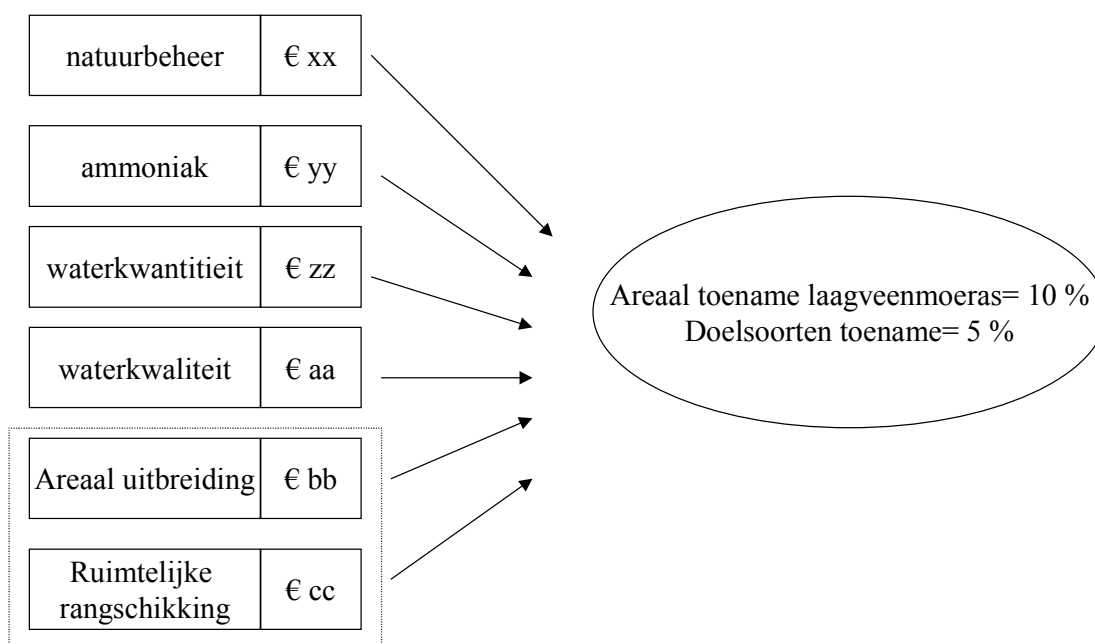 natuurbeheer € xx
ammoniak € yy
waterkwantitieit € zz
waterkwaliteit € aa
Areaal uitbreiding € bb
Ruimtelijke
rangschikking € cc
Areaal toename laagveenmoeras= 10 %
Doelsoorten toename= 5 %